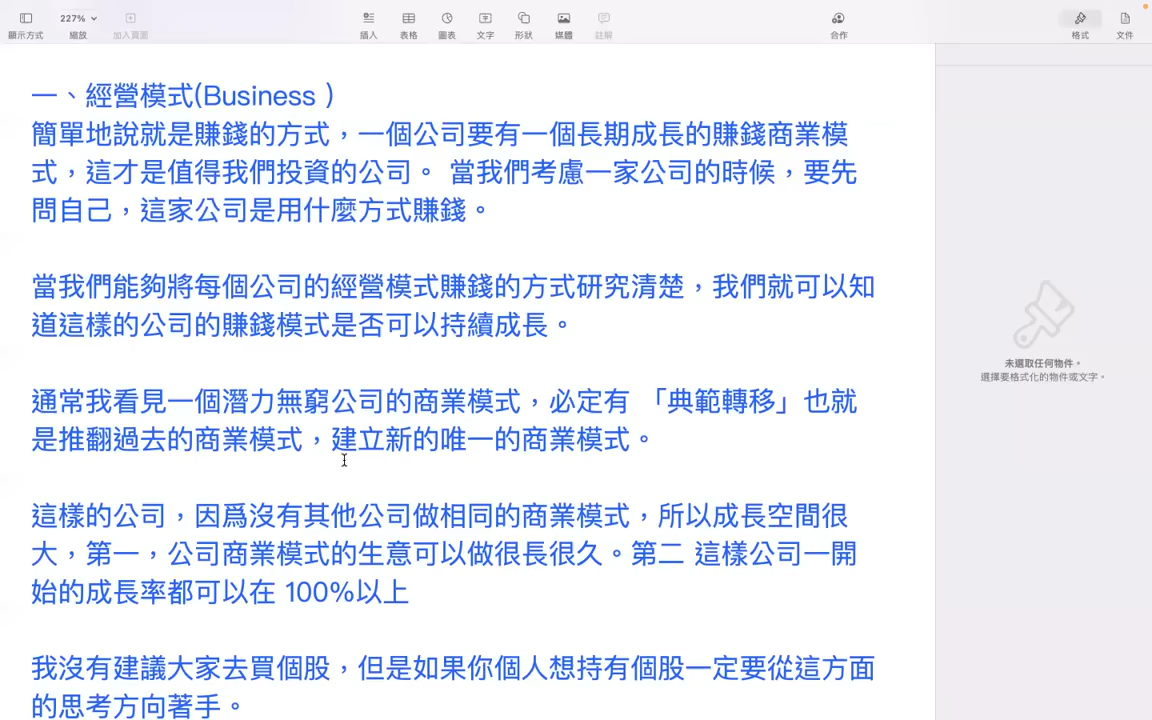 227%
顯示方式
縮放
加入頁面
插入
表格
圖表
文字
形狀
媒體
註解
合作
格式
文件
一、經營模式(Business )
簡單地說就是賺錢的方式，一個公司要有一個長期成長的賺錢商業模
式，這才是值得我們投資的公司。 當我們考慮一家公司的時候，要先
問自己，這家公司是用什麼方式賺錢。
當我們能夠將每個公司的經營模式賺錢的方式研究清楚，我們就可以知
道這樣的公司的賺錢模式是否可以持續成長。
通常我看見一個潛力無窮公司的商業模式，必定有 「典範轉移」也就
是推翻過去的商業模式，建立新的唯一的商業模式。
這樣的公司，因爲沒有其他公司做相同的商業模式，所以成長空間很
大，第一，公司商業模式的生意可以做很長很久。第二 這樣公司一開
始的成長率都可以在 100%以上
我沒有建議大家去買個股，但是如果你個人想持有個股一定要從這方面
的思考方向著手。
未選取任何物件。
選擇要格式化的物件或文字。